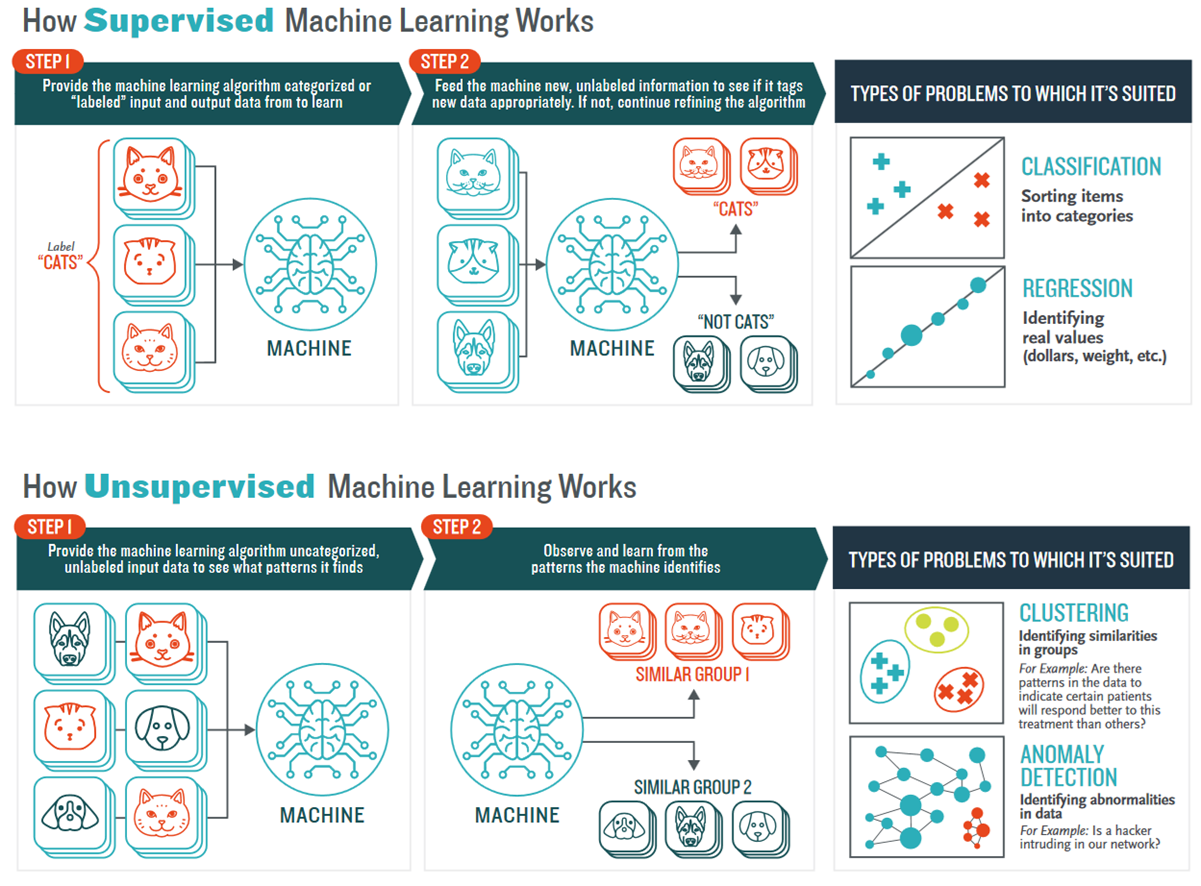 How Supervised Machine Learning Works
STEP 1
Provide the machine learning algorithm categorized or
"labeled" input and output data from to learn
STEP 2
Feed the machine new, unlabeled information to see if it tags
new data appropriately. If not, continue refining the algorithm
TYPES OF PROBLEMS TO WHICH IT'S SUITED
Label
"CATS"
MACHINE
MACHINE
"CATS"
"NOT CATS"
CLASSIFICATION
Sorting items
into categories
REGRESSION
Identifying
real values
(dollars, weight, etc.)
How Unsupervised Machine Learning Works
STEP 1
Provide the machine learning algorithm uncategorized,
unlabeled input data to see what patterns it finds
STEP 2
Observe and learn from the
patterns the machine identifies
TYPES OF PROBLEMS TO WHICH IT'S SUITED
MACHINE
MACHINE
SIMILAR GROUP 1
SIMILAR GROUP 2
CLUSTERING
Identifying similarities
in groups
For Example: Are there
patterns in the data to
indicate certain patients
will respond better to this
treatment than others?
ANOMALY
DETECTION
Identifying abnormalities
in data
For Example: Is a hacker
intruding in our network?